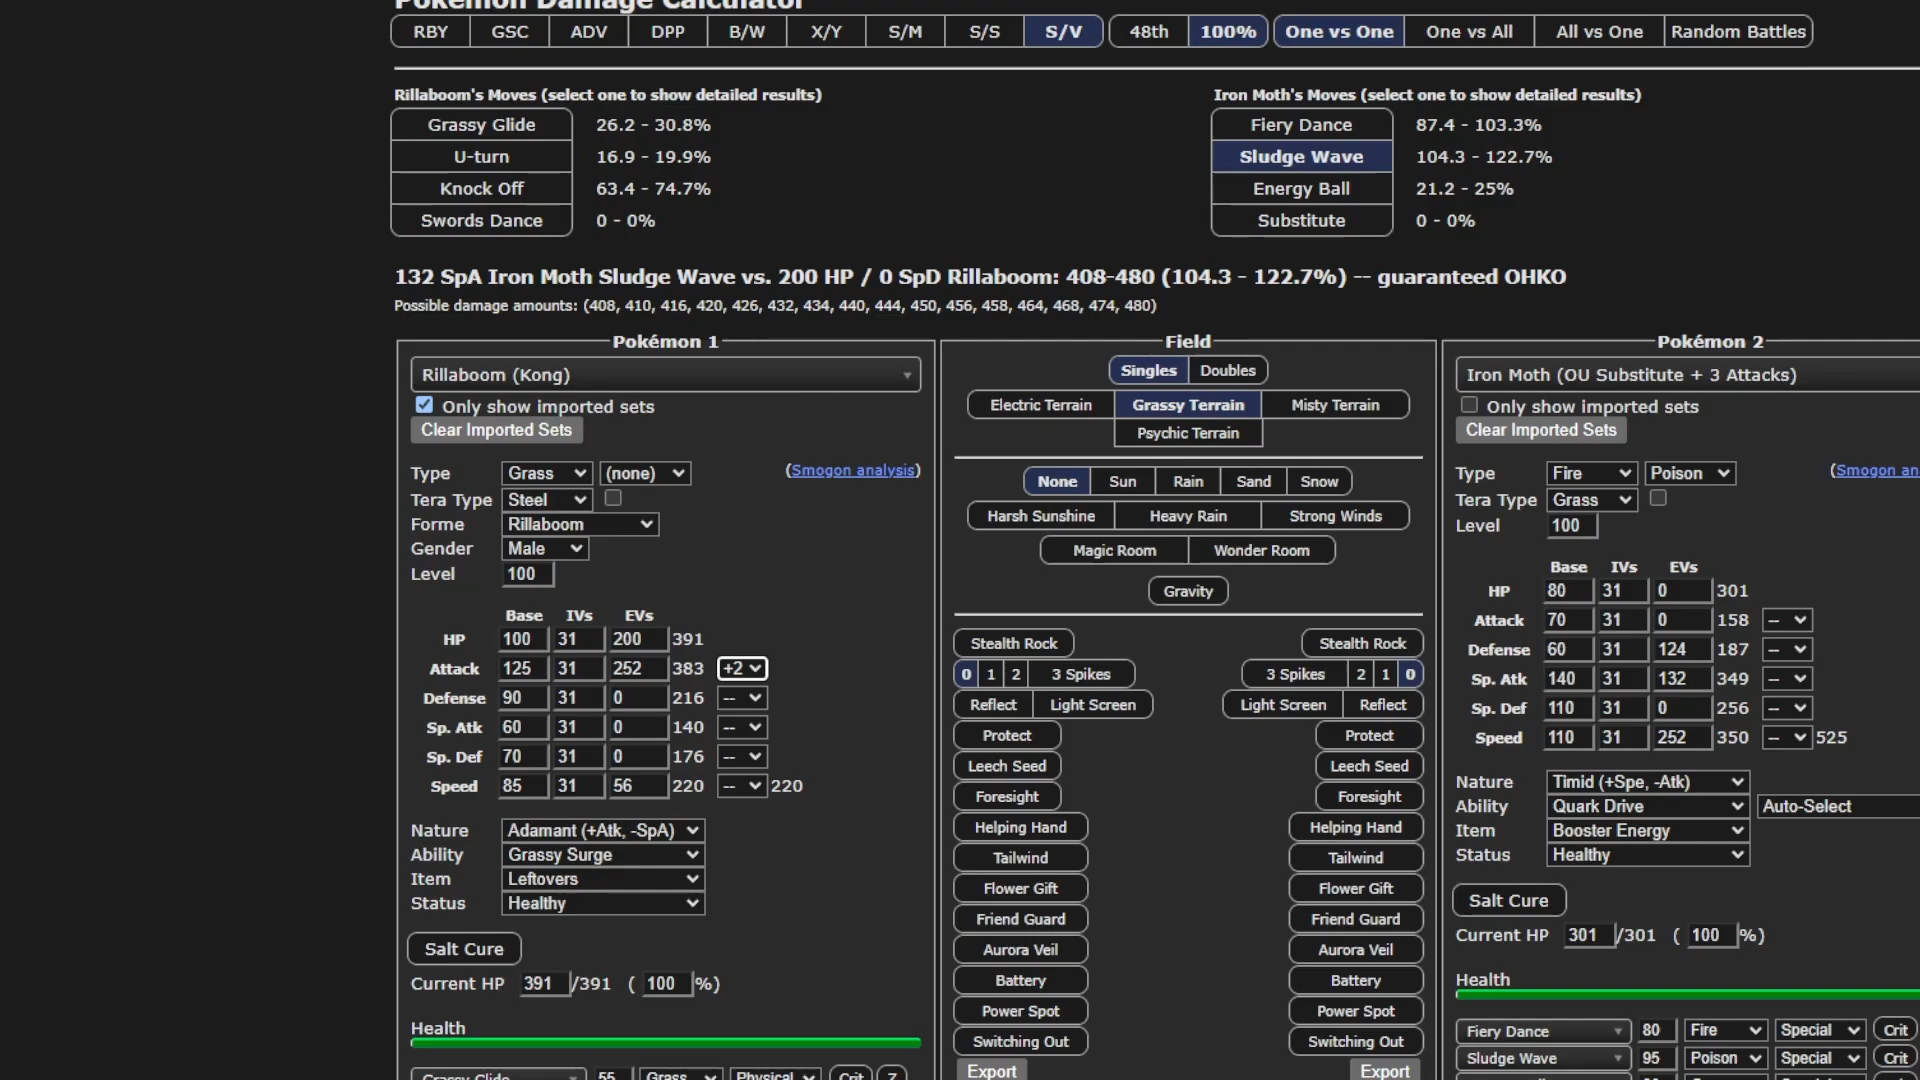 Pokémon Damage Calculator
RBY GSC ADV DPP B/W X/Y S/M S/S S/V 48th 100% One vs One One vs All All vs One Random Battles
Rillaboom's Moves (select one to show detailed results)
Grassy Glide 26.2 - 30.8%
U-turn 16.9 - 19.9%
Knock Off 63.4 - 74.7%
Swords Dance 0 - 0%
Iron Moth's Moves (select one to show detailed results)
Fiery Dance 87.4 - 103.3%
Sludge Wave 104.3 - 122.7%
Energy Ball 21.2 - 25%
Substitute 0 - 0%
132 SpA Iron Moth Sludge Wave vs. 200 HP / 0 SpD Rillaboom: 408-480 (104.3 - 122.7%) -- guaranteed OHKO
Possible damage amounts: (408, 410, 416, 420, 426, 432, 434, 440, 444, 450, 456, 458, 464, 468, 474, 480)
Pokémon 1
Rillaboom (Kong)
Only show imported sets
Clear Imported Sets
Type Grass (none) (Smogon analysis)
Tera Type Steel
Forme Rillaboom
Gender Male
Level 100
Base IVs EVs
HP 100 31 200 391
Attack 125 31 252 383 +2
Defense 90 31 0 216 --
Sp. Atk 60 31 0 140 --
Sp. Def 70 31 0 176 --
Speed 85 31 56 220 -- 220
Nature Adamant (+Atk, -SpA)
Ability Grassy Surge
Item Leftovers
Status Healthy
Salt Cure
Current HP 391/391 ( 100 %)
Health
Grassy Glide 55 Grass Physical Crit Z
Field
Singles Doubles
Electric Terrain Grassy Terrain Misty Terrain
Psychic Terrain
None Sun Rain Sand Snow
Harsh Sunshine Heavy Rain Strong Winds
Magic Room Wonder Room
Gravity
Stealth Rock Stealth Rock
0 1 2 3 Spikes 3 Spikes 2 1 0
Reflect Light Screen Light Screen Reflect
Protect Protect
Leech Seed Leech Seed
Foresight Foresight
Helping Hand Helping Hand
Tailwind Tailwind
Flower Gift Flower Gift
Friend Guard Friend Guard
Aurora Veil Aurora Veil
Battery Battery
Power Spot Power Spot
Switching Out Switching Out
Export Export
Pokémon 2
Iron Moth (OU Substitute + 3 Attacks)
Only show imported sets
Clear Imported Sets
Type Fire Poison (Smogon an
Tera Type Grass
Level 100
Base IVs EVs
HP 80 31 0 301
Attack 70 31 0 158 --
Defense 60 31 124 187 --
Sp. Atk 140 31 132 349 --
Sp. Def 110 31 0 256 --
Speed 110 31 252 350 -- 525
Nature Timid (+Spe, -Atk)
Ability Quark Drive Auto-Select
Item Booster Energy
Status Healthy
Salt Cure
Current HP 301/301 ( 100 %)
Health
Fiery Dance 80 Fire Special Crit
Sludge Wave 95 Poison Special Crit